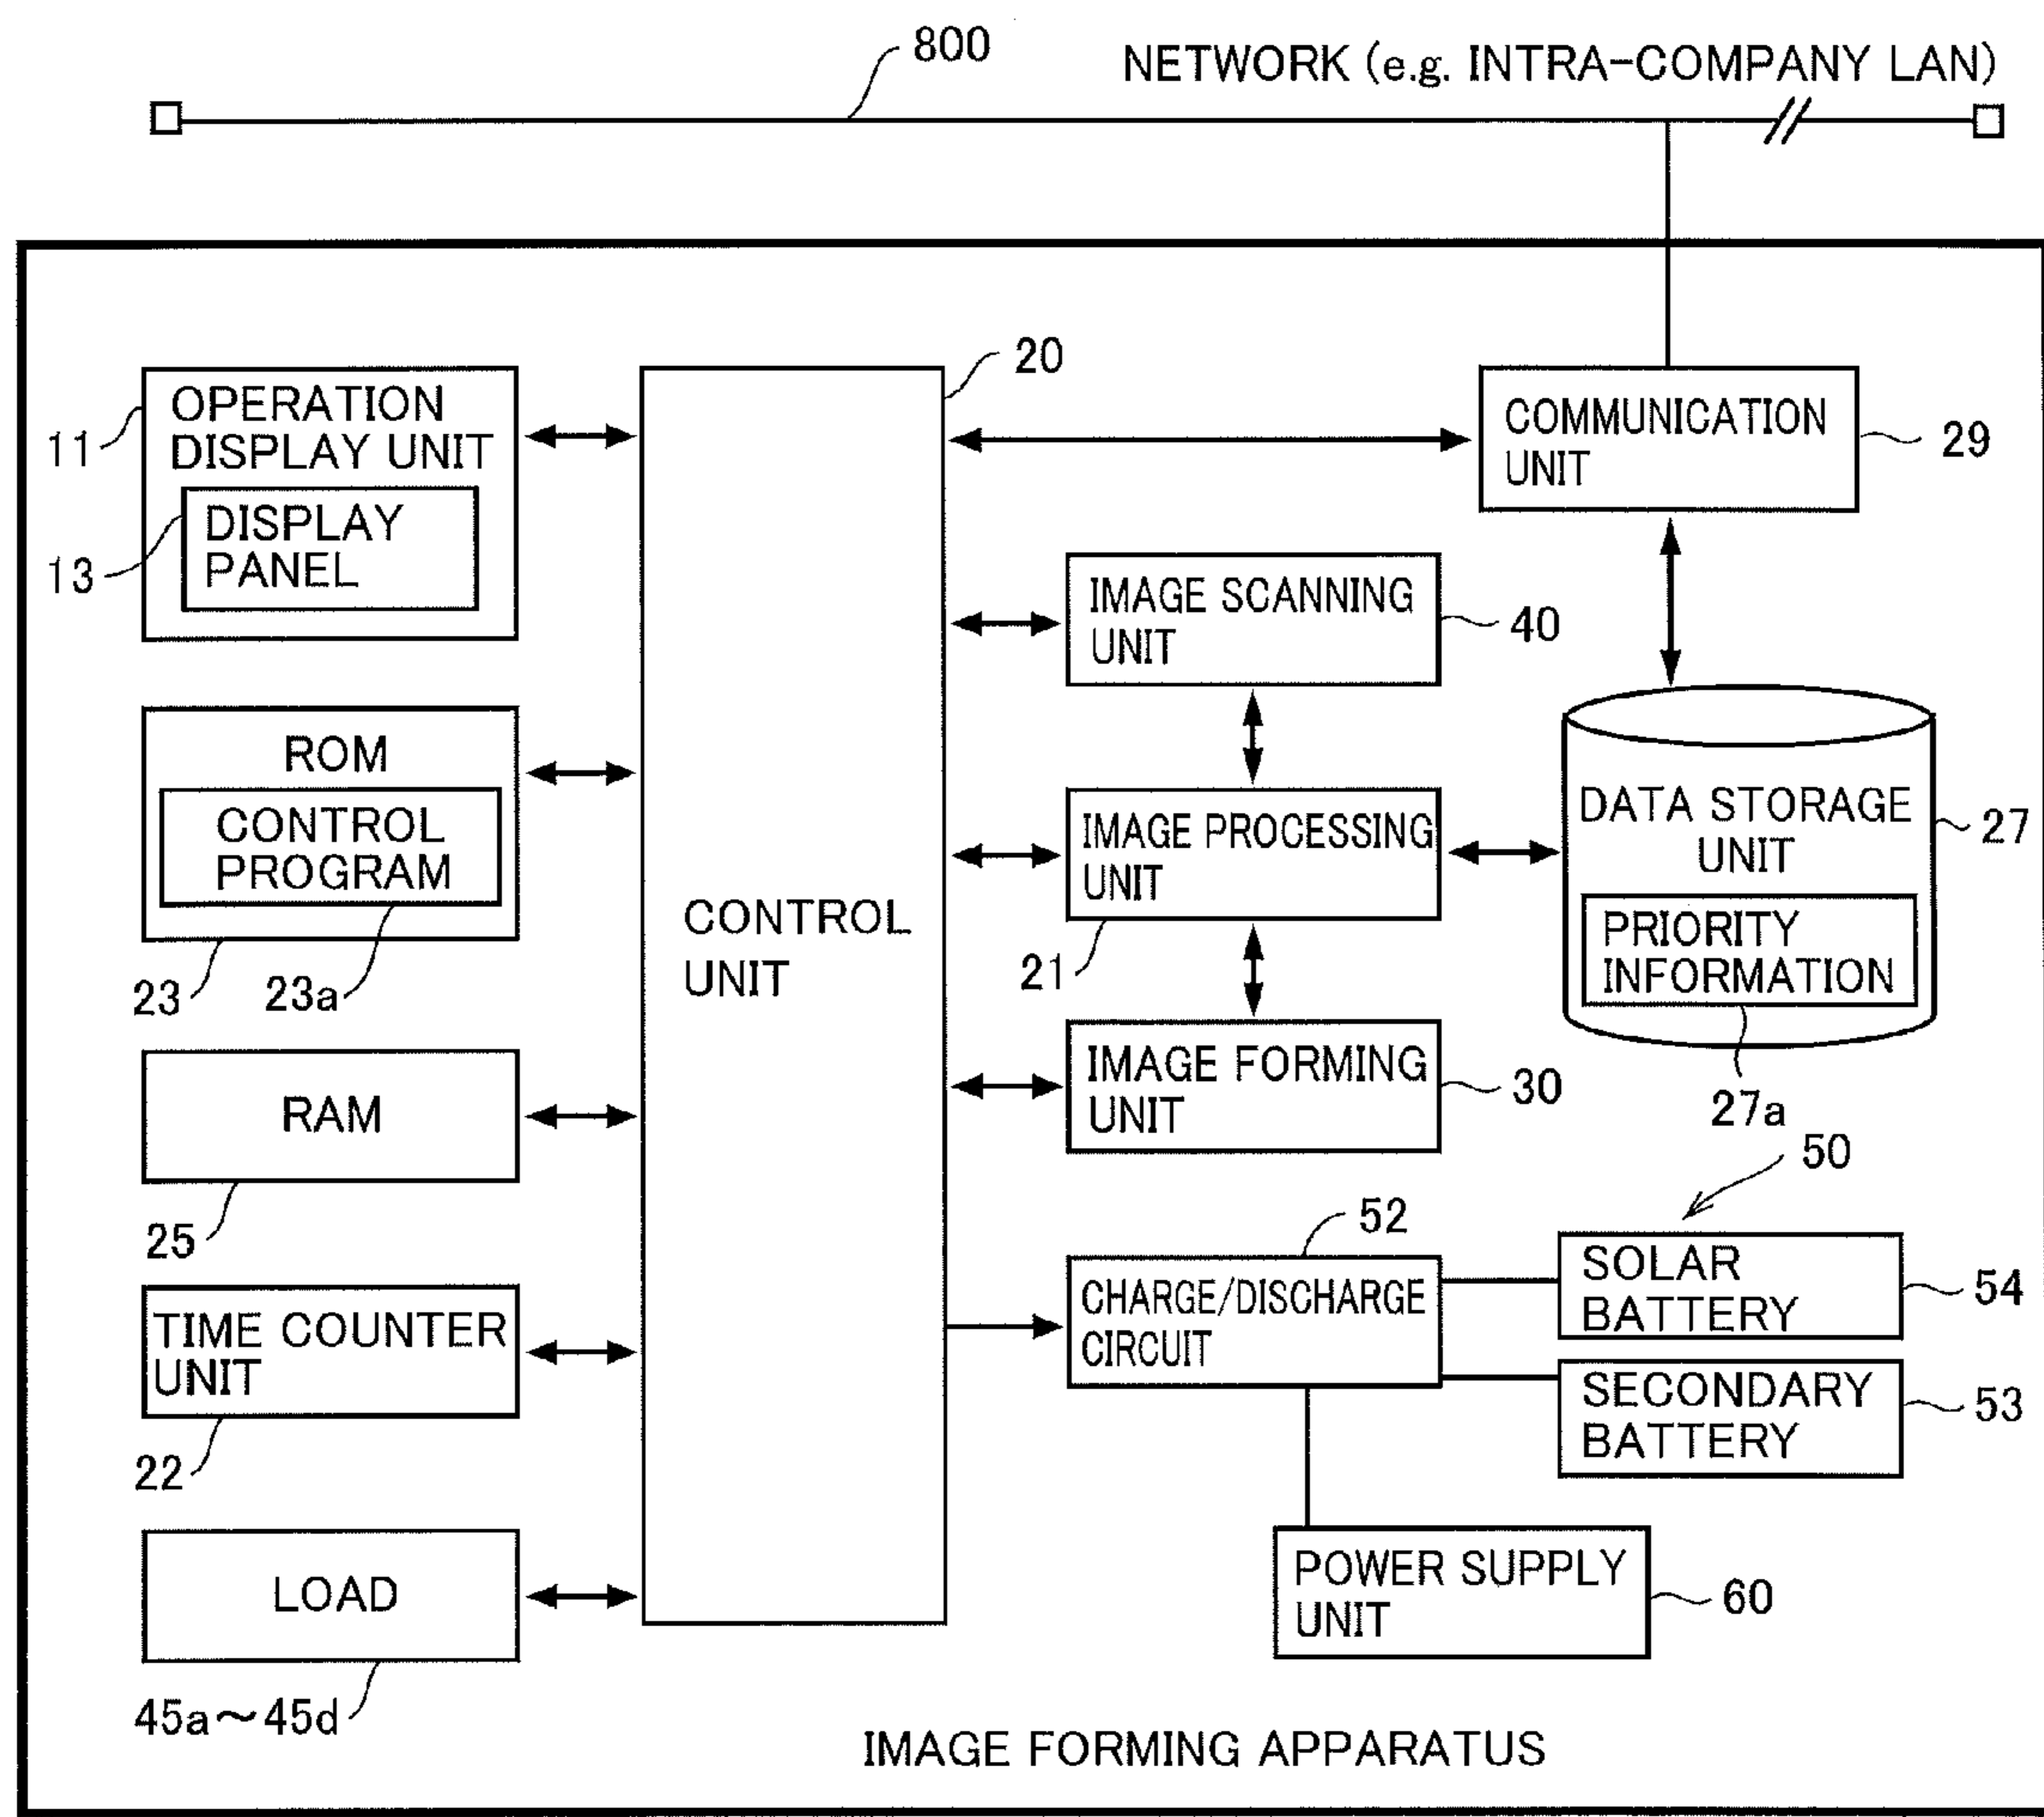 800
NETWORK (e.g. INTRA-COMPANY LAN)
11
OPERATION
DISPLAY UNIT
13
DISPLAY
PANEL
20
CONTROL
UNIT
COMMUNICATION
UNIT
29
IMAGE SCANNING
UNIT
40
ROM
CONTROL
PROGRAM
23
23a
IMAGE PROCESSING
UNIT
21
DATA STORAGE
UNIT
27
PRIORITY
INFORMATION
27a
IMAGE FORMING
UNIT
30
RAM
25
50
52
CHARGE/DISCHARGE
CIRCUIT
SOLAR
BATTERY
54
SECONDARY
BATTERY
53
TIME COUNTER
UNIT
22
POWER SUPPLY
UNIT
60
LOAD
45a～45d
IMAGE FORMING APPARATUS